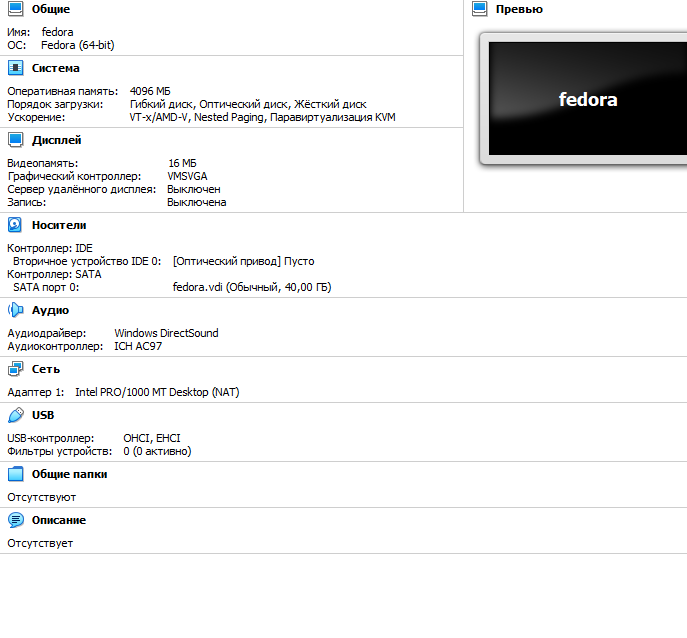 Общие
Имя: fedora
ОС: Fedora (64-bit)
Система
Оперативная память: 4096 МБ
Порядок загрузки: Гибкий диск, Оптический диск, Жёсткий диск
Ускорение: VT-x/AMD-V, Nested Paging, Паравиртуализация KVM
Дисплей
Видеопамять: 16 МБ
Графический контроллер: VMSVGA
Сервер удалённого дисплея: Выключен
Запись: Выключена
Превью
fedora
Носители
Контроллер: IDE
Вторичное устройство IDE 0: [Оптический привод] Пусто
Контроллер: SATA
SATA порт 0: fedora.vdi (Обычный, 40,00 ГБ)
Аудио
Аудиодрайвер: Windows DirectSound
Аудиоконтроллер: ICH AC97
Сеть
Адаптер 1: Intel PRO/1000 MT Desktop (NAT)
USB
USB-контроллер: OHCI, EHCI
Фильтры устройств: 0 (0 активно)
Общие папки
Отсутствуют
Описание
Отсутствует